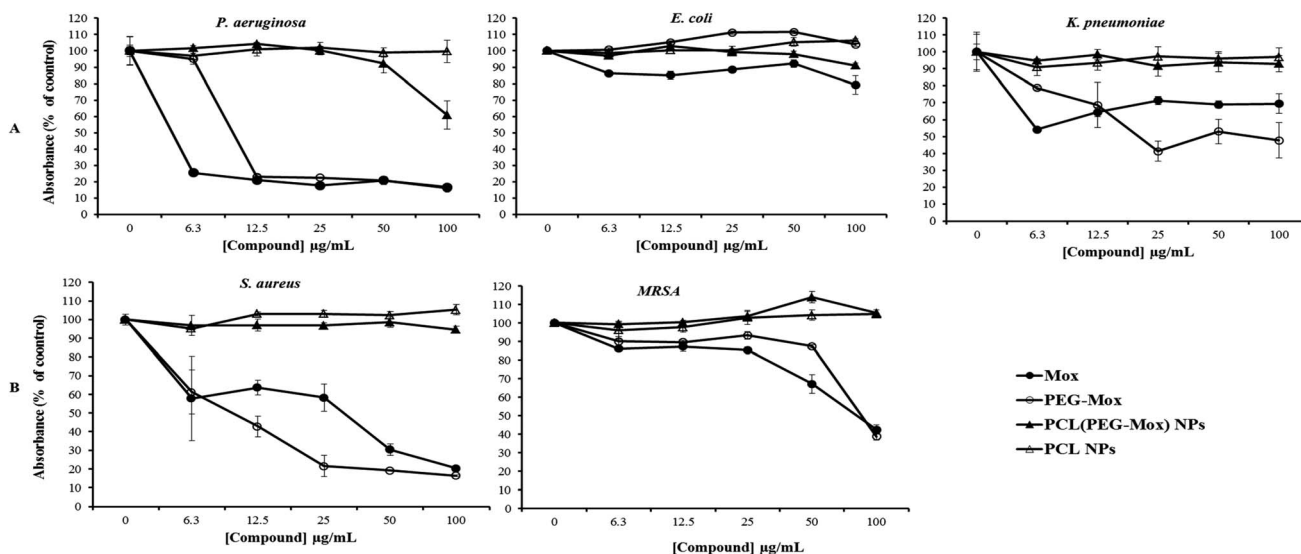 P. aeruginosa
E. coli
K. pneumoniae
A
Absorbance (% of coontrol)
120
110
100
90
80
70
60
50
40
30
20
10
0
0 6.3 12.5 25 50 100
[Compound] µg/mL
120
110
100
90
80
70
60
50
40
30
20
10
0
0 6.3 12.5 25 50 100
[Compound] µg/mL
Absorbance (% of coontrol)
120
110
100
90
80
70
60
50
40
30
20
10
0
0 6.3 12.5 25 50 100
[Compound] µg/mL
S. aureus
MRSA
B
Absorbance (% of coontrol)
120
110
100
90
80
70
60
50
40
30
20
10
0
0 6.3 12.5 25 50 100
[Compound] µg/mL
120
110
100
90
80
70
60
50
40
30
20
10
0
0 6.3 12.5 25 50 100
[Compound] µg/mL
Mox
PEG-Mox
PCL(PEG-Mox) NPs
PCL NPs